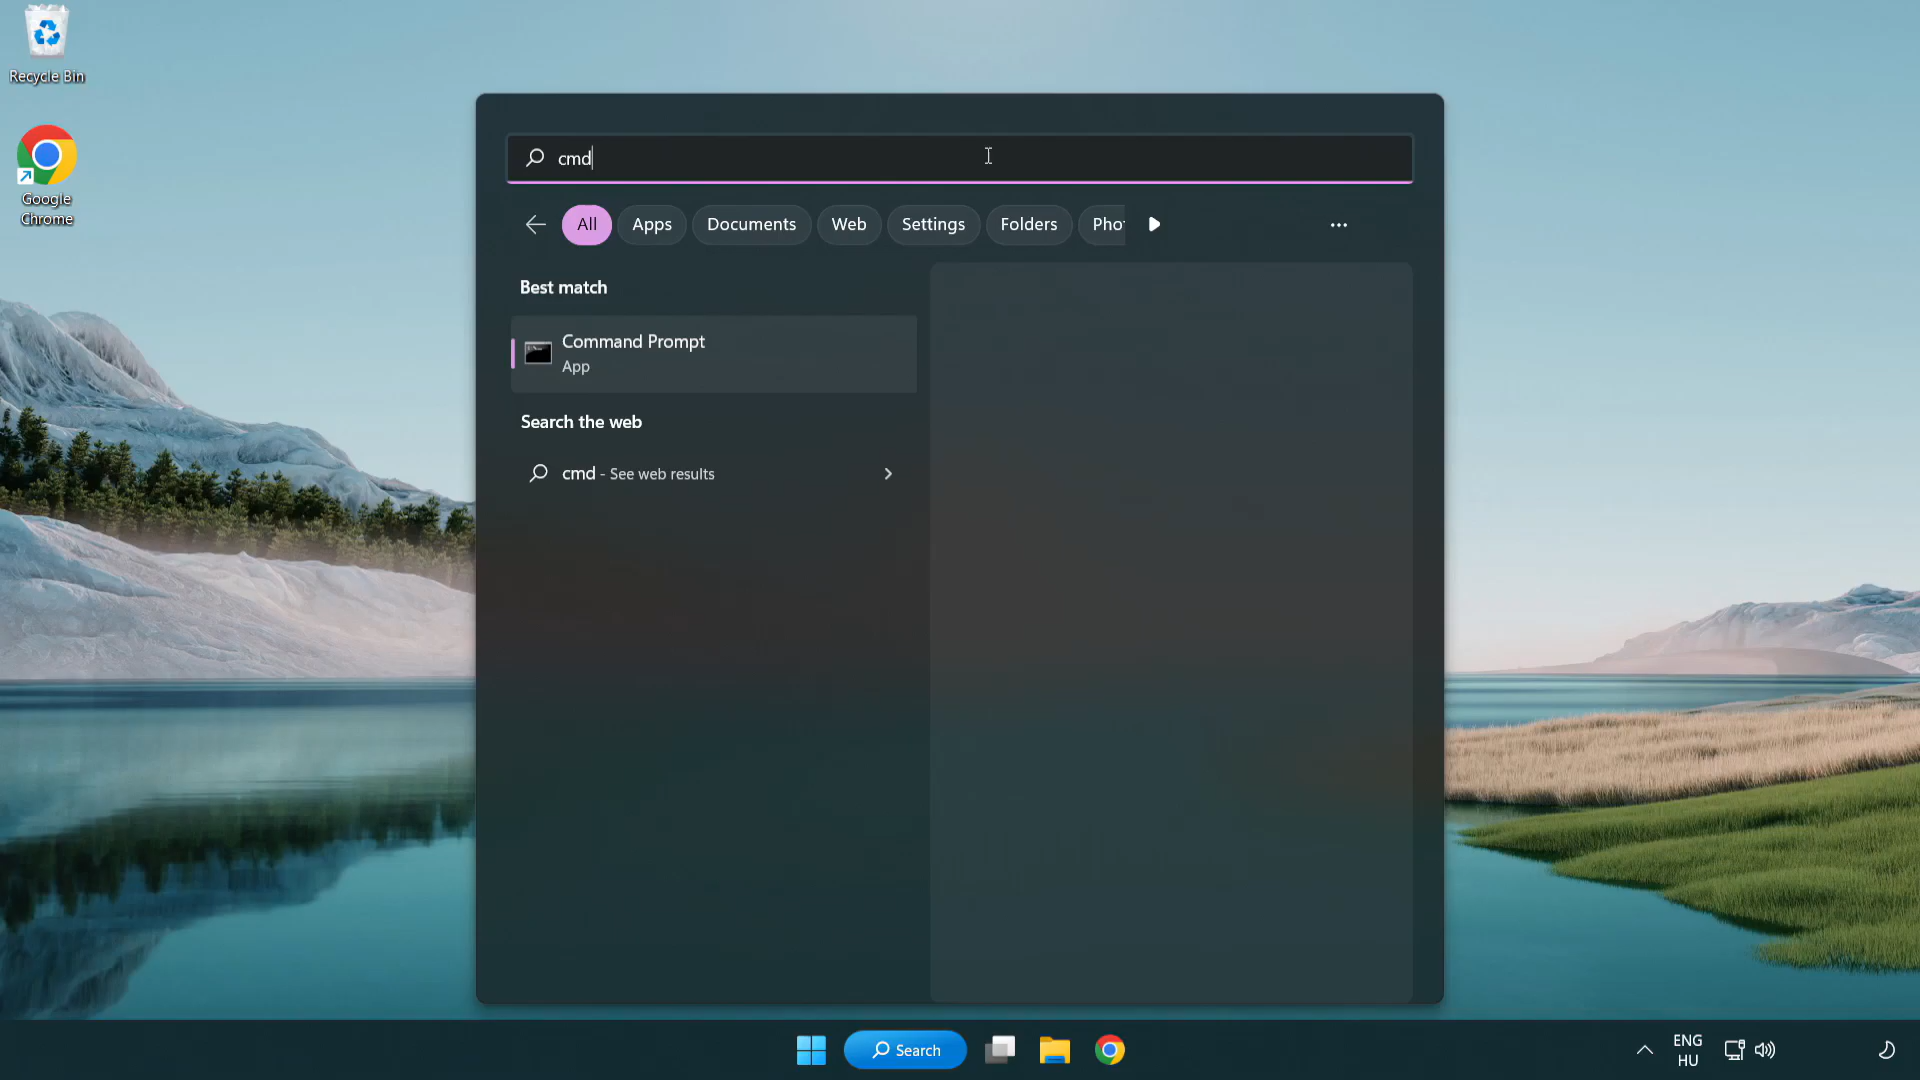 Recycle Bin
Google
Chrome
cmd
All
Apps
Documents
Web
Settings
Folders
Pho
Best match
Command Prompt
App
Search the web
cmd - See web results
Search
ENG
HU